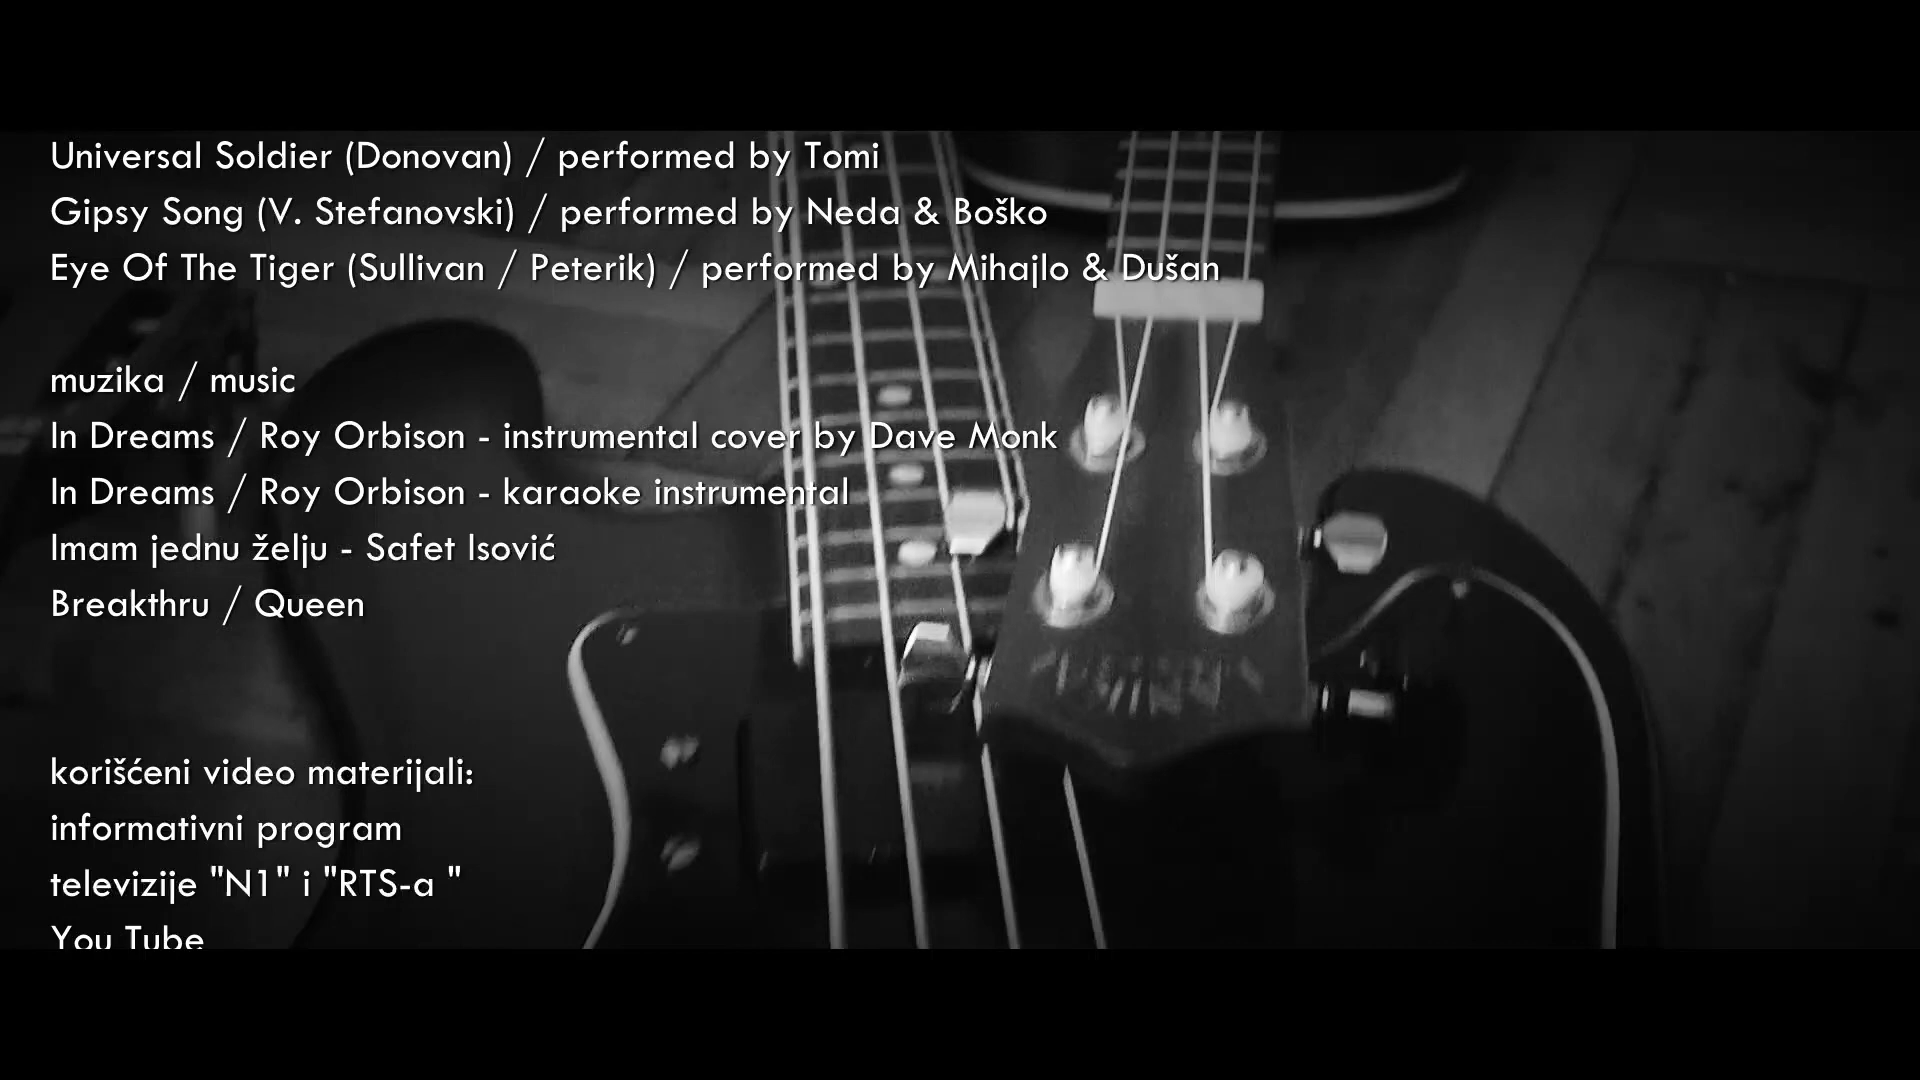 Universal Soldier (Donovan) / performed by Tomi
Gipsy Song (V. Stefanovski) / performed by Neda & Boško
Eye Of The Tiger (Sullivan / Peterik) / performed by Mihajlo & Dušan
muzika / music
In Dreams / Roy Orbison - instrumental cover by Dave Monk
In Dreams / Roy Orbison - karaoke instrumental
Imam jednu želju - Safet Isović
Breakthru / Queen
korišćeni video materijali:
informativni program
televizije "N1" i "RTS-a "
You Tube